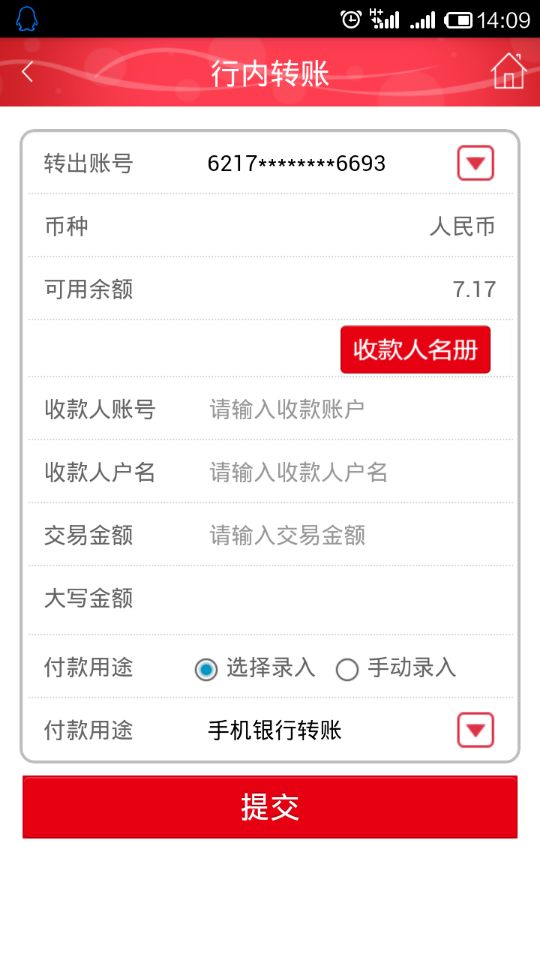 14:09
行内转账
转出账号 6217********6693
币种 人民币
可用余额 7.17
收款人名册
收款人账号 请输入收款账户
收款人户名 请输入收款人户名
交易金额 请输入交易金额
大写金额
付款用途 选择录入 手动录入
付款用途 手机银行转账
提交